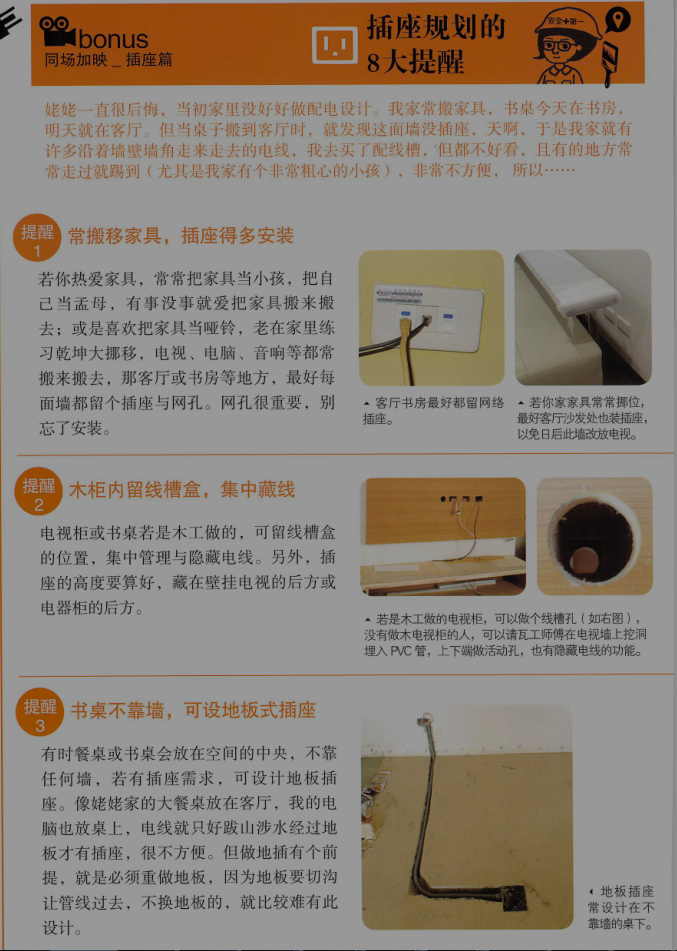 bonus
同场加映_插座篇
插座规划的
8大提醒
安全+第一
姥姥一直很后悔，当初家里没好好做配电设计。我家常搬家具，书桌今天在书房，
明天就在客厅。但当桌子搬到客厅时，就发现这面墙没插座，天啊，于是我家就有
许多沿着墙壁墙角走来走去的电线，我去买了配线槽，但都不好看，且有的地方常
常走过就踢到（尤其是我家有个非常粗心的小孩），非常不方便，所以……
提醒
1
常搬移家具，插座得多安装
若你热爱家具，常常把家具当小孩，把自
己当孟母，有事没事就爱把家具搬来搬
去；或是喜欢把家具当哑铃，老在家里练
习乾坤大挪移，电视、电脑、音响等都常
搬来搬去，那客厅或书房等地方，最好每
面墙都留个插座与网孔。网孔很重要，别
忘了安装。
客厅书房最好都留网络
插座。
若你家家具常常挪位，
最好客厅沙发处也装插座，
以免日后此墙改放电视。
提醒
2
木柜内留线槽盒，集中藏线
电视柜或书桌若是木工做的，可留线槽盒
的位置，集中管理与隐藏电线。另外，插
座的高度要算好，藏在壁挂电视的后方或
电器柜的后方。
若是木工做的电视柜，可以做个线槽孔（如右图），
没有做木电视柜的人，可以请瓦工师傅在电视墙上挖洞
埋入 PVC 管，上下端做活动孔，也有隐藏电线的功能。
提醒
3
书桌不靠墙，可设地板式插座
有时餐桌或书桌会放在空间的中央，不靠
任何墙，若有插座需求，可设计地板插
座。像姥姥家的大餐桌放在客厅，我的电
脑也放桌上，电线就只好跋山涉水经过地
板才有插座，很不方便。但做地插有个前
提，就是必须重做地板，因为地板要切沟
让管线过去，不换地板的，就比较难有此
设计。
地板插座
常设计在不
靠墙的桌下。